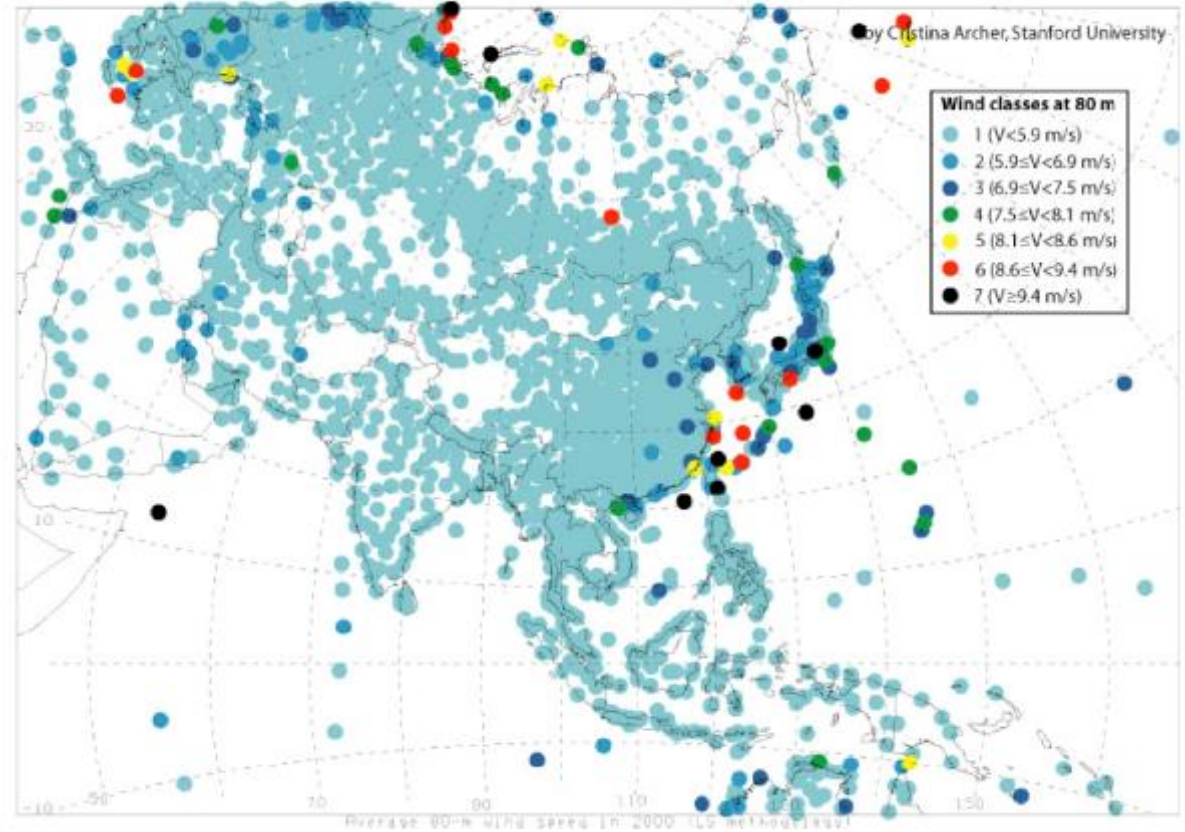 by Cristina Archer, Stanford University
Wind classes at 80 m
1 (V<5.9 m/s)
2 (5.9≤V<6.9 m/s)
3 (6.9≤V<7.5 m/s)
4 (7.5≤V<8.1 m/s)
5 (8.1≤V<8.6 m/s)
6 (8.6≤V<9.4 m/s)
7 (V≥9.4 m/s)
10
-10
50
70
90
110
130
150
Average 80-m wind speed in 2000 (LS methodology)